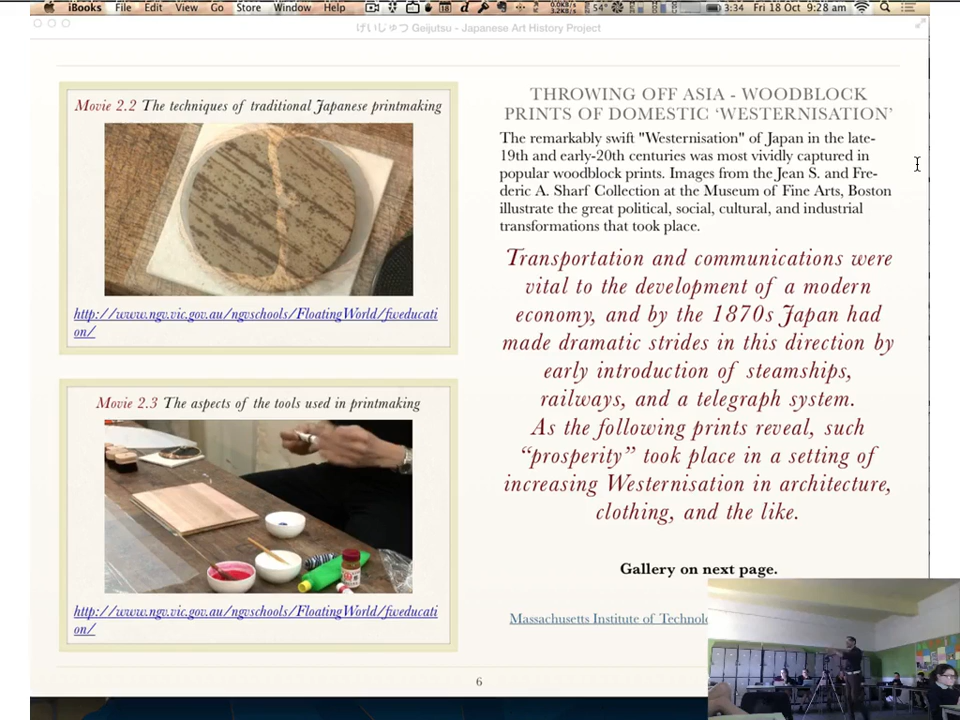 iBooks File Edit View Go Store Window Help 18 0.0KB/s 3.2KB/s 54° 3:34 Fri 18 Oct 9:28 am
げいじゅつ Geijutsu - Japanese Art History Project
Movie 2.2 The techniques of traditional Japanese printmaking
http://www.ngv.vic.gov.au/ngvschools/FloatingWorld/fweducati
on/
Movie 2.3 The aspects of the tools used in printmaking
http://www.ngv.vic.gov.au/ngvschools/FloatingWorld/fweducati
on/
THROWING OFF ASIA - WOODBLOCK
PRINTS OF DOMESTIC ‘WESTERNISATION’
The remarkably swift "Westernisation" of Japan in the late-
19th and early-20th centuries was most vividly captured in
popular woodblock prints. Images from the Jean S. and Fre-
deric A. Sharf Collection at the Museum of Fine Arts, Boston
illustrate the great political, social, cultural, and industrial
transformations that took place.
Transportation and communications were
vital to the development of a modern
economy, and by the 1870s Japan had
made dramatic strides in this direction by
early introduction of steamships,
railways, and a telegraph system.
As the following prints reveal, such
“prosperity” took place in a setting of
increasing Westernisation in architecture,
clothing, and the like.
Gallery on next page.
Massachusetts Institute of Technolo
6